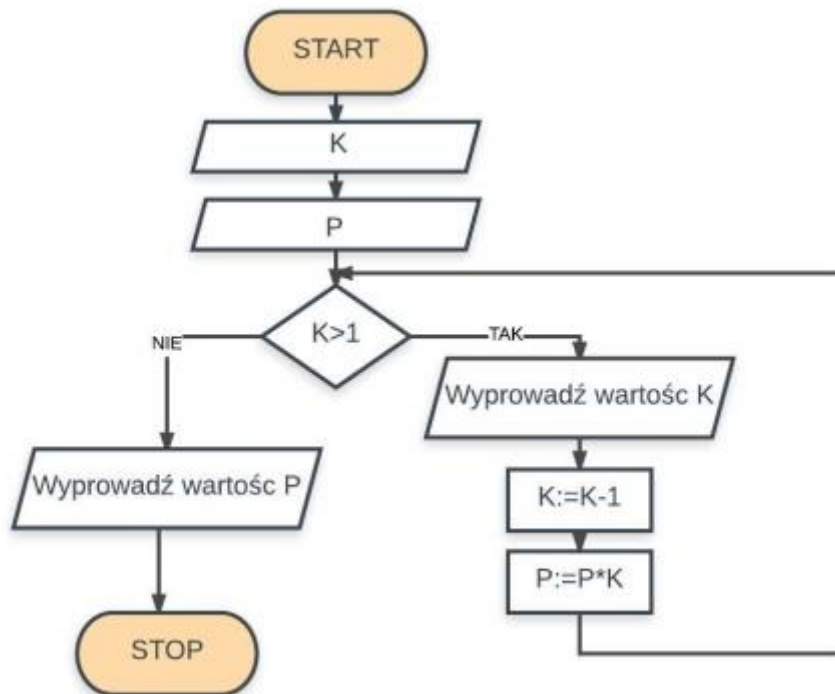 START
K
P
K>1
NIE
TAK
Wyprowadź wartośc K
Wyprowadź wartośc P
K:=K-1
P:=P*K
STOP